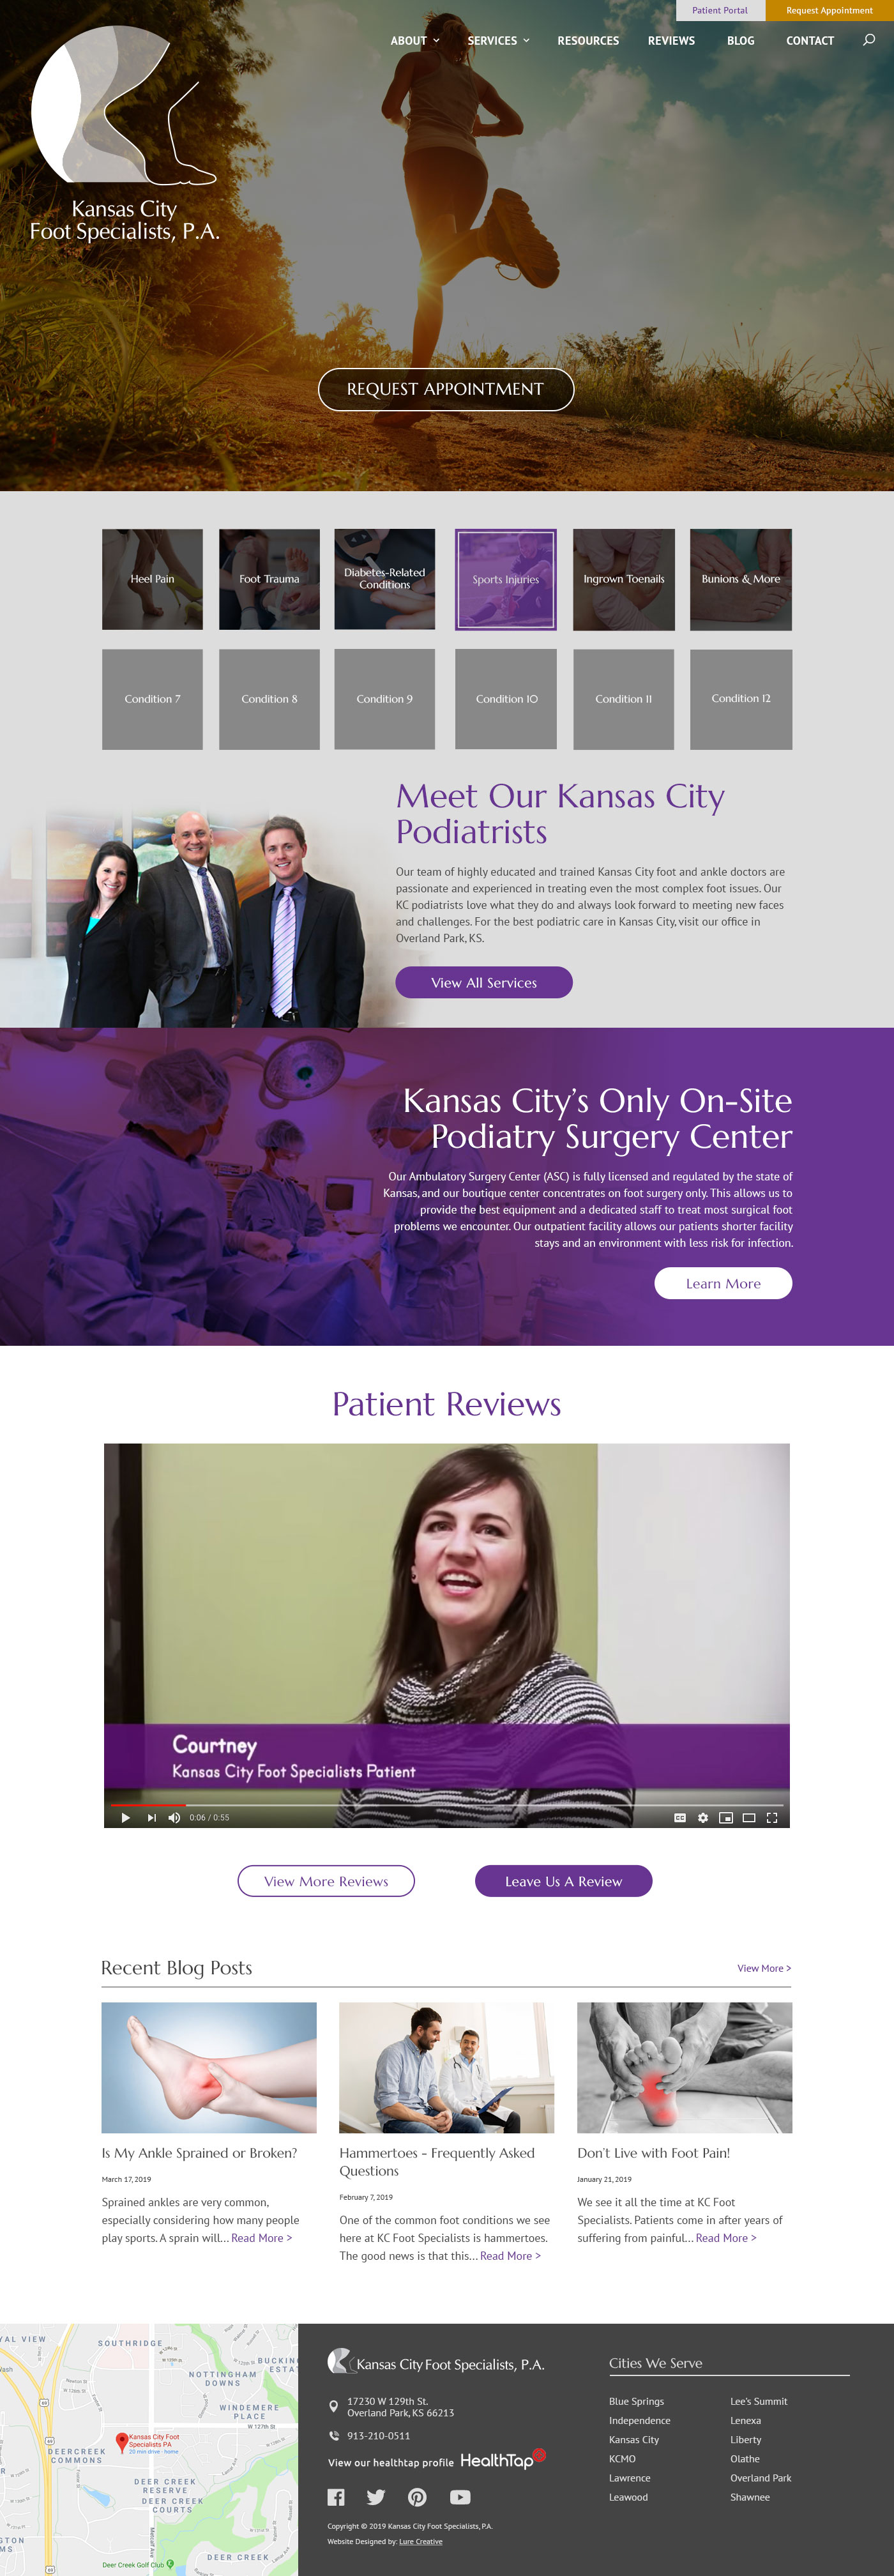 Patient Portal
Request Appointment
ABOUT
SERVICES
RESOURCES
REVIEWS
BLOG
CONTACT
Kansas City
Foot Specialists, P.A.
REQUEST APPOINTMENT
Heel Pain
Foot Trauma
Diabetes-Related
Conditions
Sports Injuries
Ingrown Toenails
Bunions & More
Condition 7
Condition 8
Condition 9
Condition 10
Condition 11
Condition 12
Meet Our Kansas City
Podiatrists
Our team of highly educated and trained Kansas City foot and ankle doctors are
passionate and experienced in treating even the most complex foot issues. Our
KC podiatrists love what they do and always look forward to meeting new faces
and challenges. For the best podiatric care in Kansas City, visit our office in
Overland Park, KS.
View All Services
Kansas City's Only On-Site
Podiatry Surgery Center
Our Ambulatory Surgery Center (ASC) is fully licensed and regulated by the state of
Kansas, and our boutique center concentrates on foot surgery only. This allows us to
provide the best equipment and a dedicated staff to treat most surgical foot
problems we encounter. Our outpatient facility allows our patients shorter facility
stays and an environment with less risk for infection.
Learn More
Patient Reviews
Courtney
Kansas City Foot Specialists Patient
0:06 / 0:55
CC
View More Reviews
Leave Us A Review
Recent Blog Posts
View More >
Is My Ankle Sprained or Broken?
March 17, 2019
Sprained ankles are very common,
especially considering how many people
play sports. A sprain will... Read More >
Hammertoes - Frequently Asked
Questions
February 7, 2019
One of the common foot conditions we see
here at KC Foot Specialists is hammertoes.
The good news is that this... Read More >
Don't Live with Foot Pain!
January 21, 2019
We see it all the time at KC Foot
Specialists. Patients come in after years of
suffering from painful... Read More >
YAL VIEW
SOUTHRIDGE
BUCKING
ESTAT
NOTTINGHAM
DOWNS
WINDEMERE
PLACE
W 127th St
69
Kansas City Foot
Specialists PA
20 min drive - home
DEERCREEK
COMMONS
DEER CREEK
RESERVE
DEER CREEK
COURTS
Metcalf Ave
69
DEER CREEK
Deer Creek Golf Club
Kansas City Foot Specialists, P.A.
17230 W 129th St.
Overland Park, KS 66213
913-210-0511
View our healthtap profile HealthTap
Copyright © 2019 Kansas City Foot Specialists, P.A.
Website Designed by: Lure Creative
Cities We Serve
Blue Springs
Independence
Kansas City
KCMO
Lawrence
Leawood
Lee's Summit
Lenexa
Liberty
Olathe
Overland Park
Shawnee